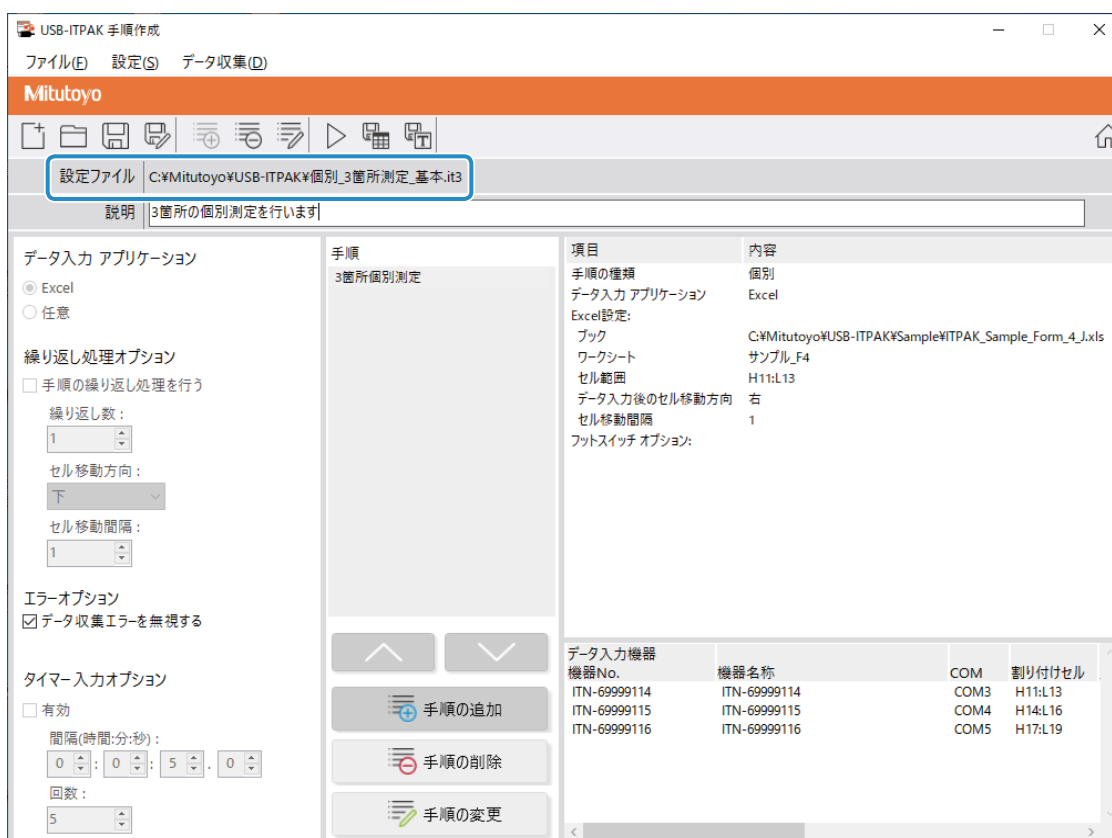 USB-ITPAK 手順作成
ファイル(F) 設定(S) データ収集(D)
Mitutoyo
設定ファイル C:¥Mitutoyo¥USB-ITPAK¥個別_3箇所測定_基本.it3
説明 3箇所の個別測定を行います
データ入力 アプリケーション
Excel
任意
繰り返し処理オプション
手順の繰り返し処理を行う
繰り返し数 :
1
セル移動方向 :
下
セル移動間隔 :
1
エラーオプション
データ収集エラーを無視する
タイマー入力オプション
有効
間隔(時間:分:秒) :
0 : 0 : 5 . 0
回数 :
5
手順
3箇所個別測定
手順の追加
手順の削除
手順の変更
項目 内容
手順の種類 個別
データ入力 アプリケーション Excel
Excel設定:
ブック C:¥Mitutoyo¥USB-ITPAK¥Sample¥ITPAK_Sample_Form_4_J.xls
ワークシート サンプル_F4
セル範囲 H11:L13
データ入力後のセル移動方向 右
セル移動間隔 1
フットスイッチ オプション:
データ入力機器
機器No. 機器名称 COM 割り付けセル
ITN-69999114 ITN-69999114 COM3 H11:L13
ITN-69999115 ITN-69999115 COM4 H14:L16
ITN-69999116 ITN-69999116 COM5 H17:L19